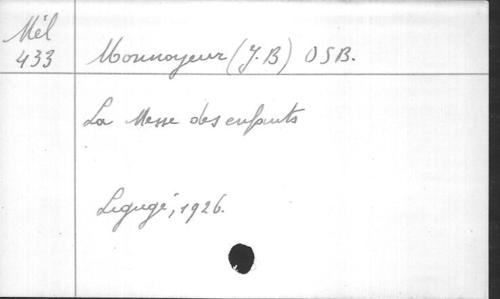 Mél
433
Monnoyeur (J.B) OSB.
La Messe des enfants
Ligugé, 1926.